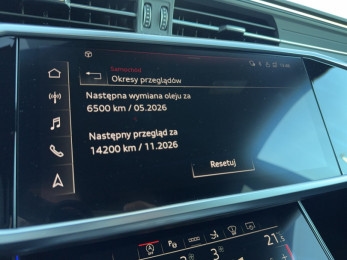 Samochód
Okresy przeglądów
Następna wymiana oleju za
6500 km / 05.2026
Następny przegląd za
14200 km / 11.2026
Resetuj